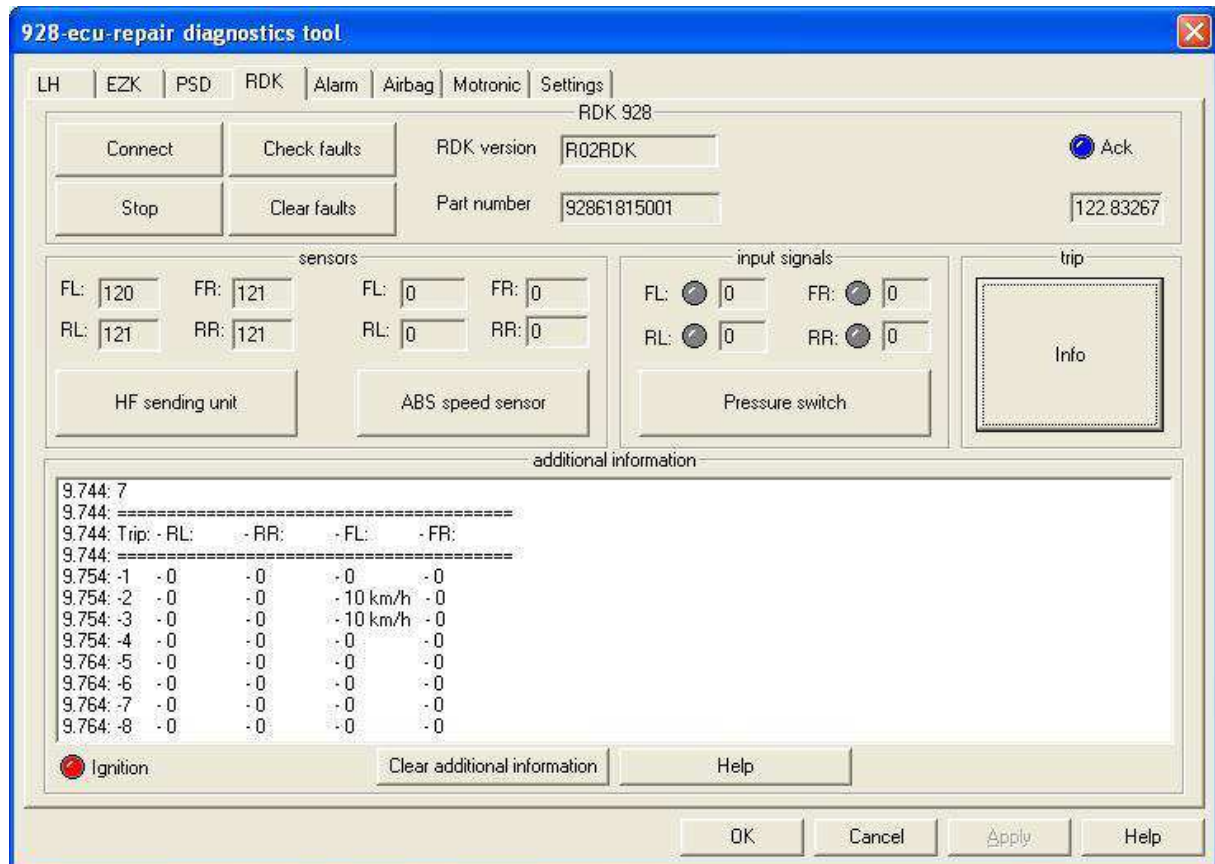 928-ecu-repair diagnostics tool
LH EZK PSD RDK Alarm Airbag Motronic Settings
RDK 928
Connect Check faults RDK version R02RDK Ack
Stop Clear faults Part number 92861815001 122.83267
sensors input signals trip
FL: 120 FR: 121 FL: 0 FR: 0 FL: 0 FR: 0
RL: 121 RR: 121 RL: 0 RR: 0 RL: 0 RR: 0
Info
HF sending unit ABS speed sensor Pressure switch
additional information
9.744: 7
9.744: ========================================
9.744: Trip: - RL: - RR: - FL: - FR:
9.744: ========================================
9.754: -1 - 0 - 0 - 0 - 0
9.754: -2 - 0 - 0 - 10 km/h - 0
9.754: -3 - 0 - 0 - 10 km/h - 0
9.754: -4 - 0 - 0 - 0 - 0
9.764: -5 - 0 - 0 - 0 - 0
9.764: -6 - 0 - 0 - 0 - 0
9.764: -7 - 0 - 0 - 0 - 0
9.764: -8 - 0 - 0 - 0 - 0
Ignition Clear additional information Help
OK Cancel Apply Help